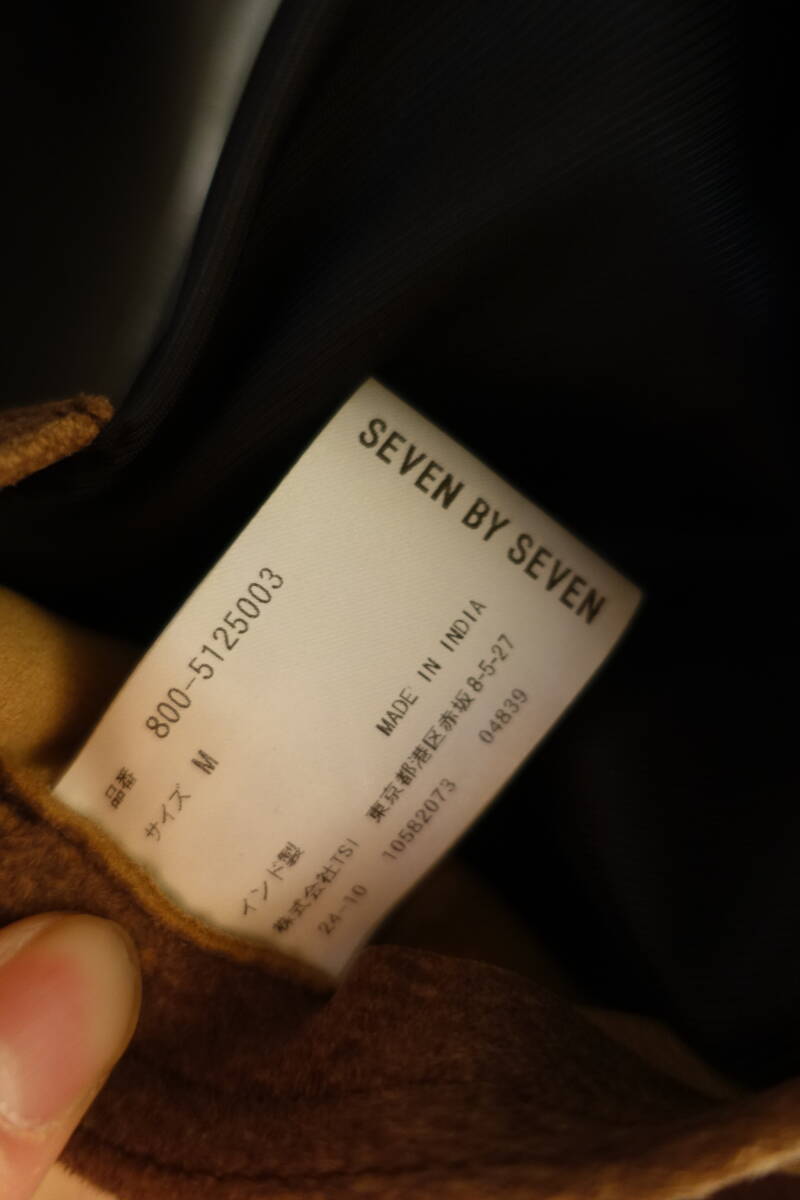 SEVEN BY SEVEN
品番 800-5125003
サイズ M
インド製 MADE IN INDIA
株式会社TSI 東京都港区赤坂8-5-27
24-10 10582073 04839